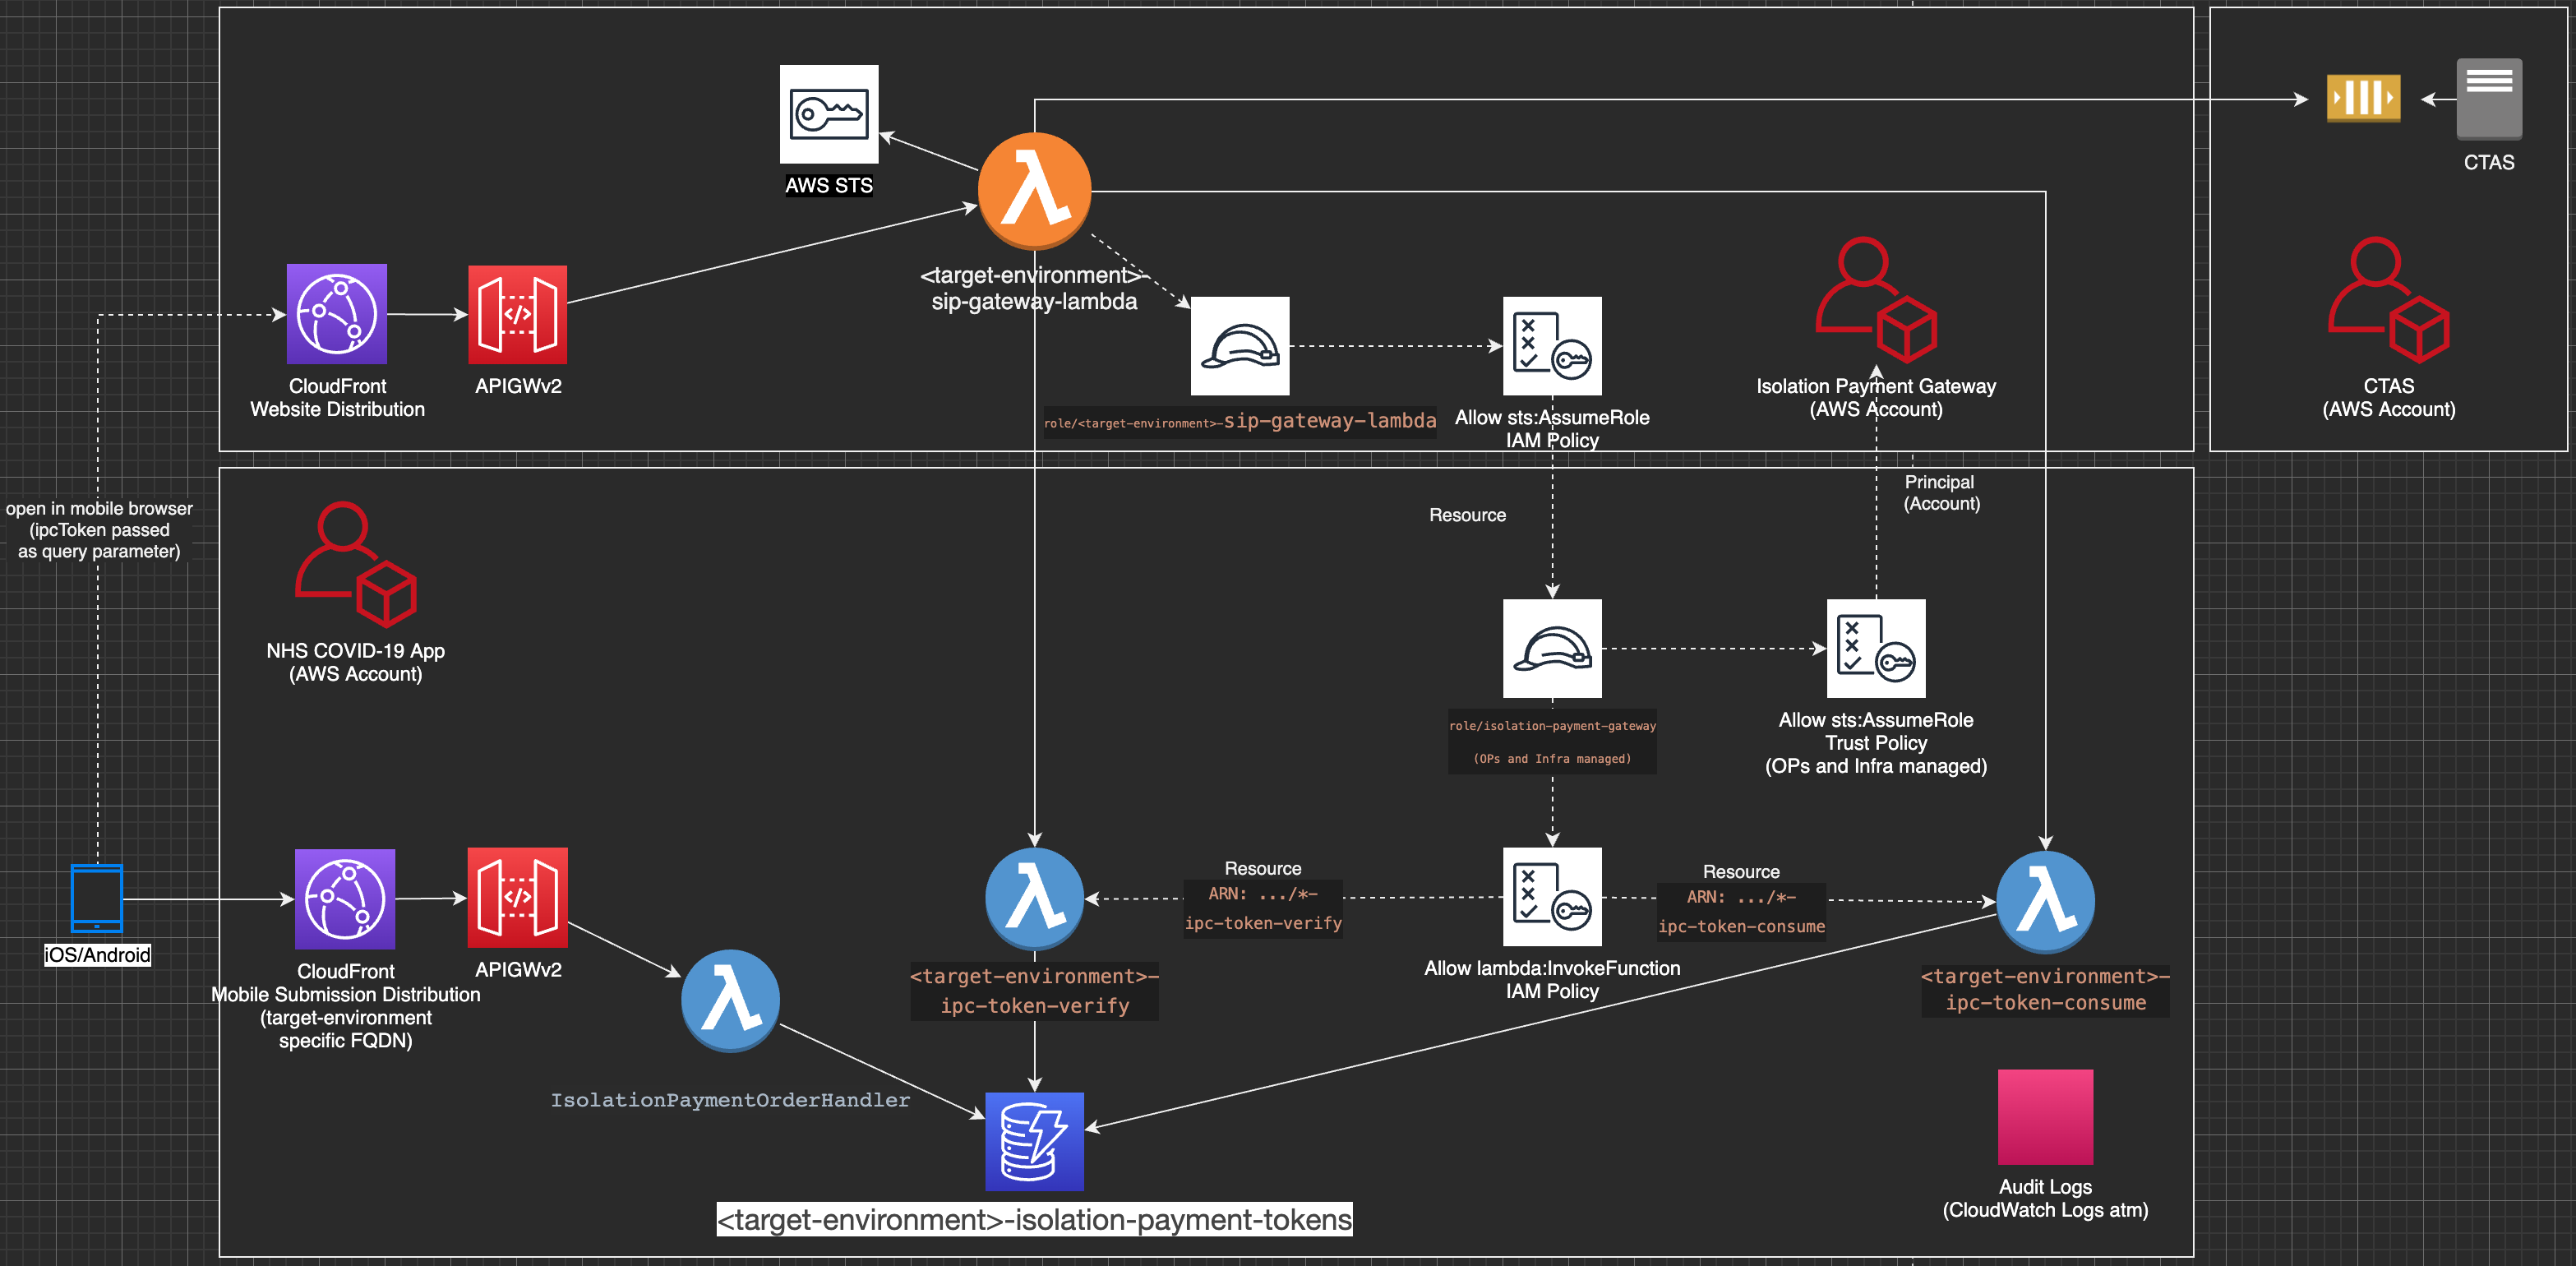 AWS STS
CTAS
<target-environment>-
sip-gateway-lambda
CloudFront
Website Distribution
APIGWv2
role/<target-environment>-sip-gateway-lambda
Allow sts:AssumeRole
IAM Policy
Isolation Payment Gateway
(AWS Account)
CTAS
(AWS Account)
open in mobile browser
(ipcToken passed
as query parameter)
Resource
Principal
(Account)
NHS COVID-19 App
(AWS Account)
role/isolation-payment-gateway
(OPs and Infra managed)
Allow sts:AssumeRole
Trust Policy
(OPs and Infra managed)
iOS/Android
CloudFront
Mobile Submission Distribution
(target-environment
specific FQDN)
APIGWv2
IsolationPaymentOrderHandler
<target-environment>-
ipc-token-verify
Resource
ARN: .../*-
ipc-token-verify
Allow lambda:InvokeFunction
IAM Policy
Resource
ARN: .../*-
ipc-token-consume
<target-environment>-
ipc-token-consume
<target-environment>-isolation-payment-tokens
Audit Logs
(CloudWatch Logs atm)